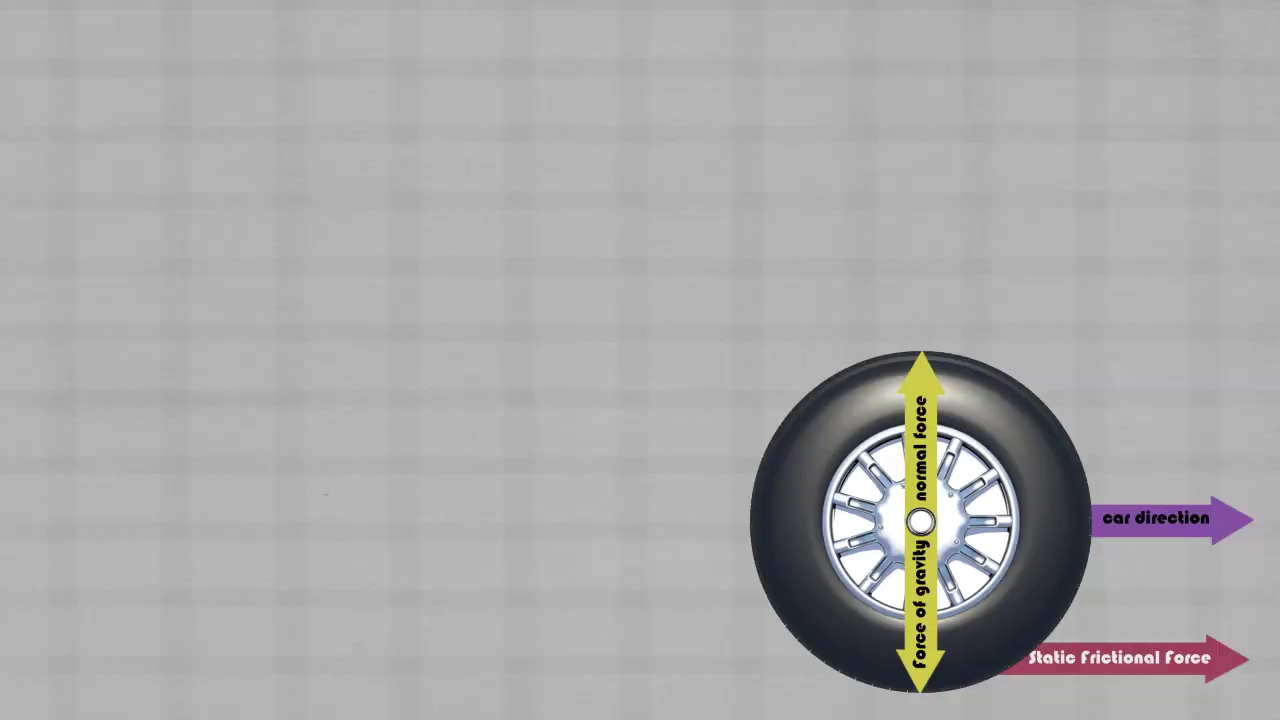 normal force
Force of gravity
car direction
Static Frictional Force